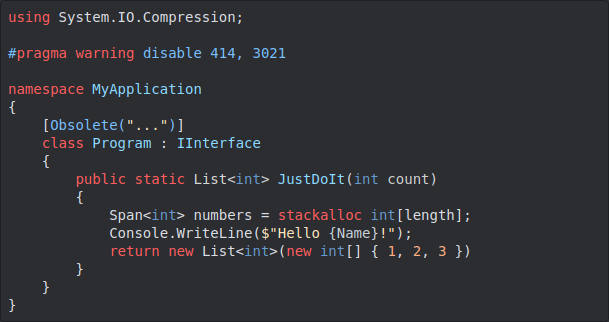 using System.IO.Compression;

#pragma warning disable 414, 3021

namespace MyApplication
{
    [Obsolete("...")]
    class Program : IInterface
    {
        public static List<int> JustDoIt(int count)
        {
            Span<int> numbers = stackalloc int[length];
            Console.WriteLine($"Hello {Name}!");
            return new List<int>(new int[] { 1, 2, 3 })
        }
    }
}